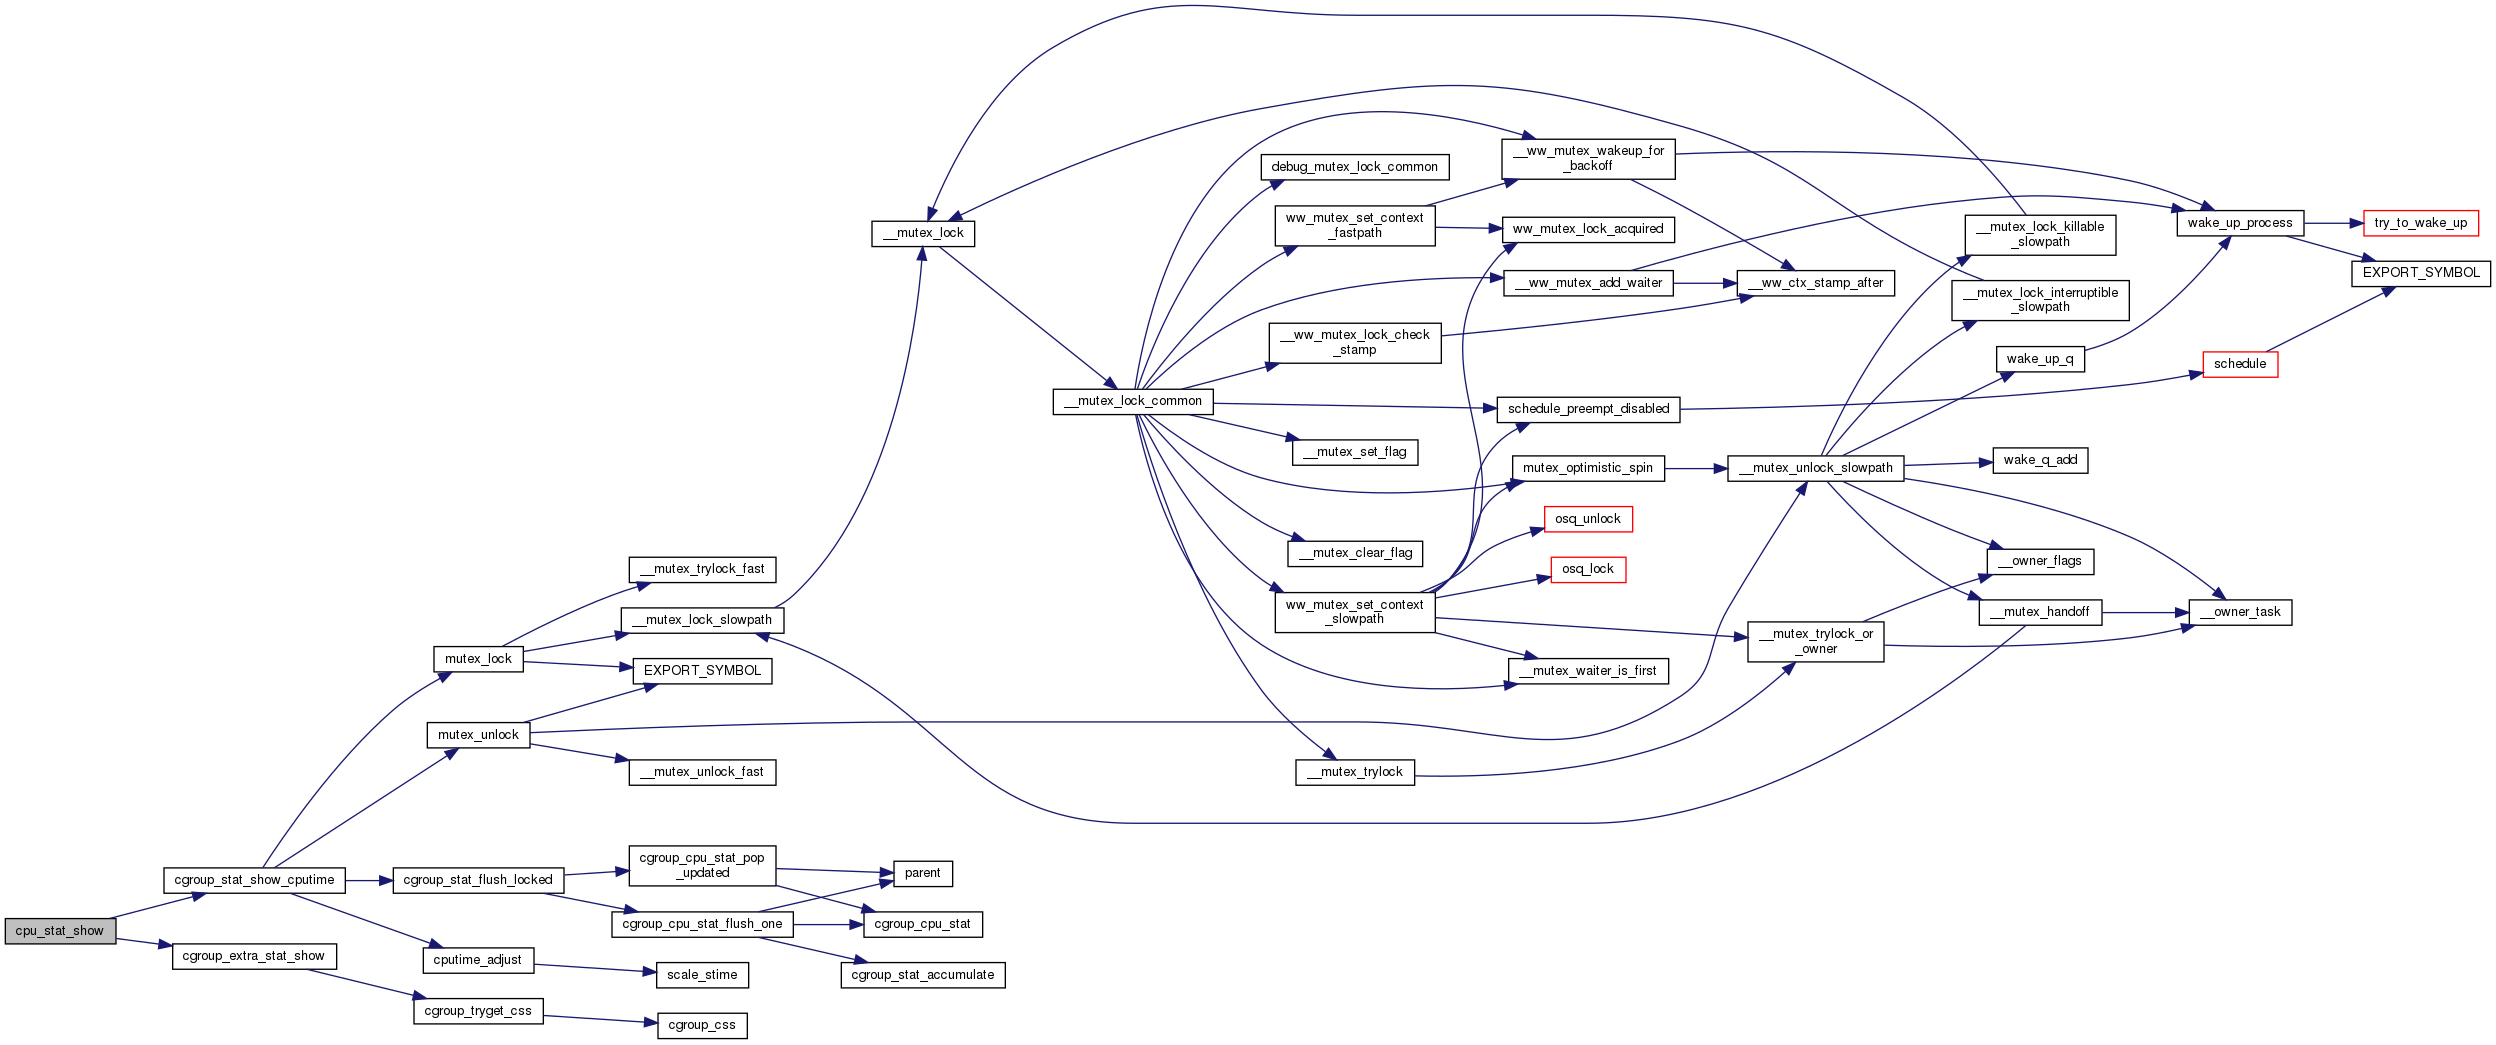 __ww_mutex_wakeup_for
_backoff
debug_mutex_lock_common
ww_mutex_set_context
_fastpath
ww_mutex_lock_acquired
wake_up_process
try_to_wake_up
__mutex_lock
__mutex_lock_killable
_slowpath
EXPORT_SYMBOL
__ww_mutex_add_waiter
__ww_ctx_stamp_after
__mutex_lock_interruptible
_slowpath
__ww_mutex_lock_check
_stamp
wake_up_q
schedule
__mutex_lock_common
schedule_preempt_disabled
__mutex_set_flag
mutex_optimistic_spin
__mutex_unlock_slowpath
wake_q_add
osq_unlock
__mutex_clear_flag
__owner_flags
__mutex_trylock_fast
osq_lock
__mutex_lock_slowpath
ww_mutex_set_context
_slowpath
__mutex_handoff
__owner_task
__mutex_trylock_or
_owner
mutex_lock
EXPORT_SYMBOL
__mutex_waiter_is_first
mutex_unlock
__mutex_unlock_fast
__mutex_trylock
cgroup_cpu_stat_pop
_updated
parent
cgroup_stat_show_cputime
cgroup_stat_flush_locked
cgroup_cpu_stat_flush_one
cgroup_cpu_stat
cpu_stat_show
cgroup_extra_stat_show
cputime_adjust
scale_stime
cgroup_stat_accumulate
cgroup_tryget_css
cgroup_css